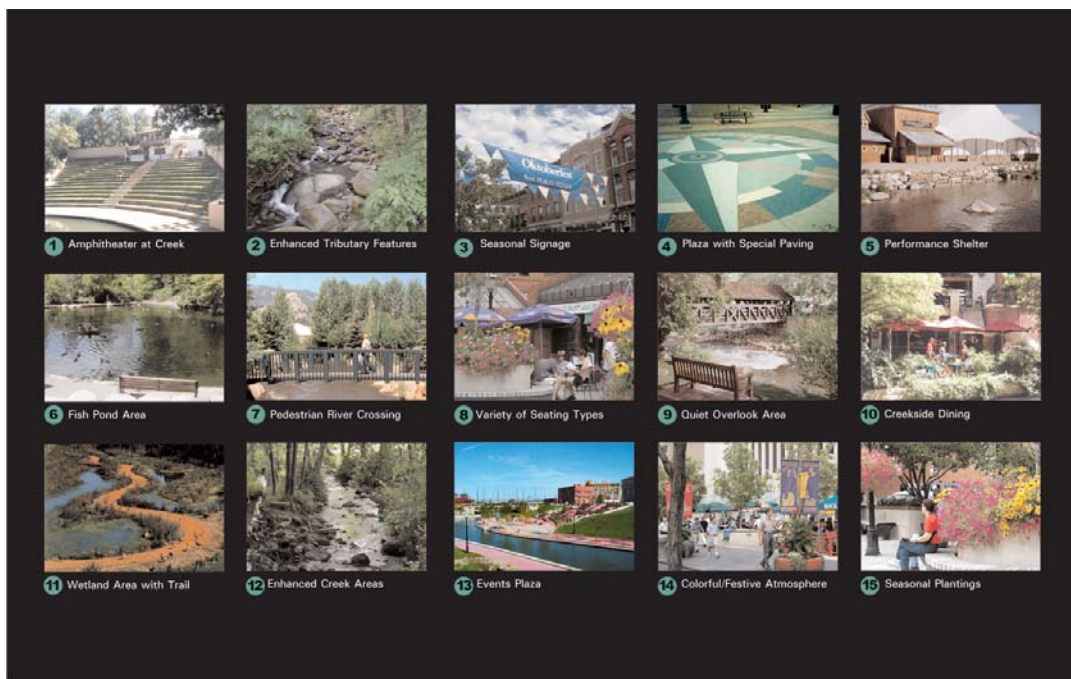 Oktoberfest
1 Amphitheater at Creek
2 Enhanced Tributary Features
3 Seasonal Signage
4 Plaza with Special Paving
5 Performance Shelter
6 Fish Pond Area
7 Pedestrian River Crossing
8 Variety of Seating Types
9 Quiet Overlook Area
10 Creekside Dining
11 Wetland Area with Trail
12 Enhanced Creek Areas
13 Events Plaza
14 Colorful/Festive Atmosphere
15 Seasonal Plantings